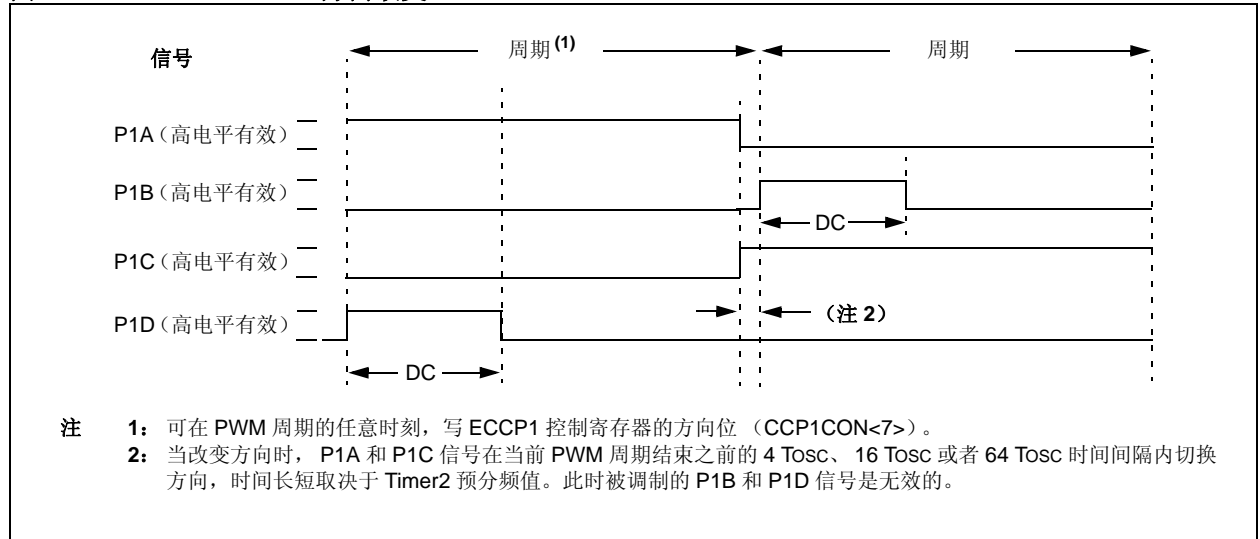 信号
周期(1)
周期
P1A（高电平有效）
P1B（高电平有效）
DC
P1C（高电平有效）
P1D（高电平有效）
（注 2）
DC
注 1： 可在 PWM 周期的任意时刻，写 ECCP1 控制寄存器的方向位 （CCP1CON<7>）。
2： 当改变方向时， P1A 和 P1C 信号在当前 PWM 周期结束之前的 4 TOSC、 16 TOSC 或者 64 TOSC 时间间隔内切换
方向，时间长短取决于 Timer2 预分频值。此时被调制的 P1B 和 P1D 信号是无效的。